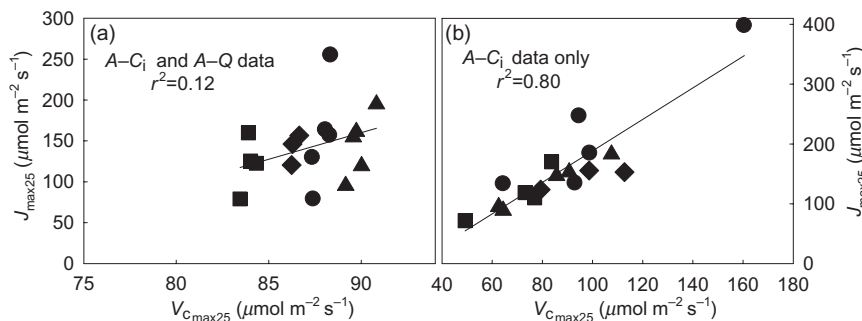 (a)
A–Ci and A–Q data
r²=0.12
Jmax25 (μmol m⁻² s⁻¹)
300
250
200
150
100
50
0
75 80 85 90
Vcmax25 (μmol m⁻² s⁻¹)
(b)
A–Ci data only
r²=0.80
400
300
200
100
0
Jmax25 (μmol m⁻² s⁻¹)
40 60 80 100 120 140 160 180
Vcmax25 (μmol m⁻² s⁻¹)